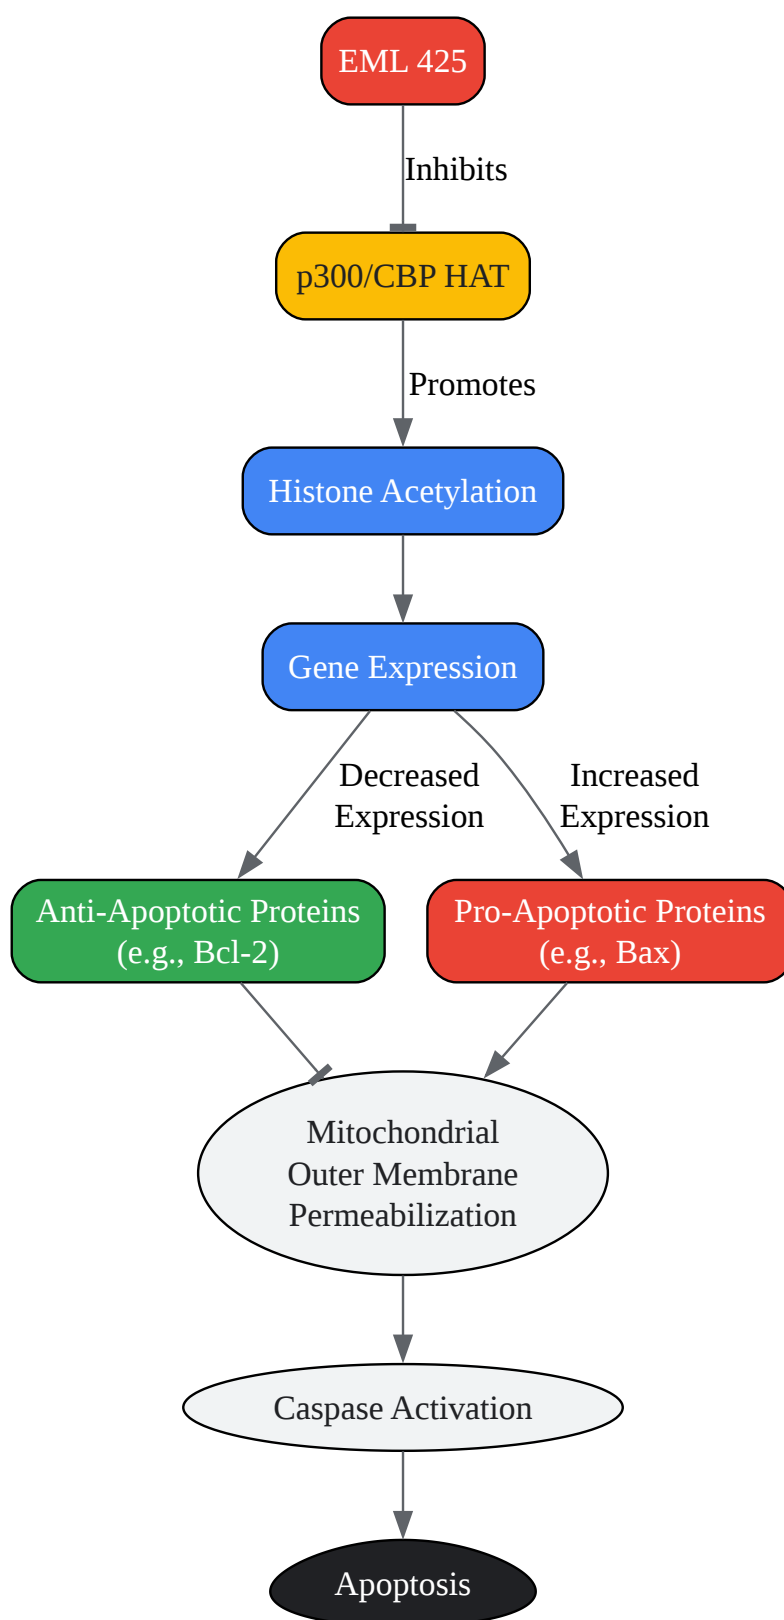 EML 425
Inhibits
p300/CBP HAT
Promotes
Histone Acetylation
Gene Expression
Decreased
Expression
Increased
Expression
Anti-Apoptotic Proteins
(e.g., Bcl-2)
Pro-Apoptotic Proteins
(e.g., Bax)
Mitochondrial
Outer Membrane
Permeabilization
Caspase Activation
Apoptosis